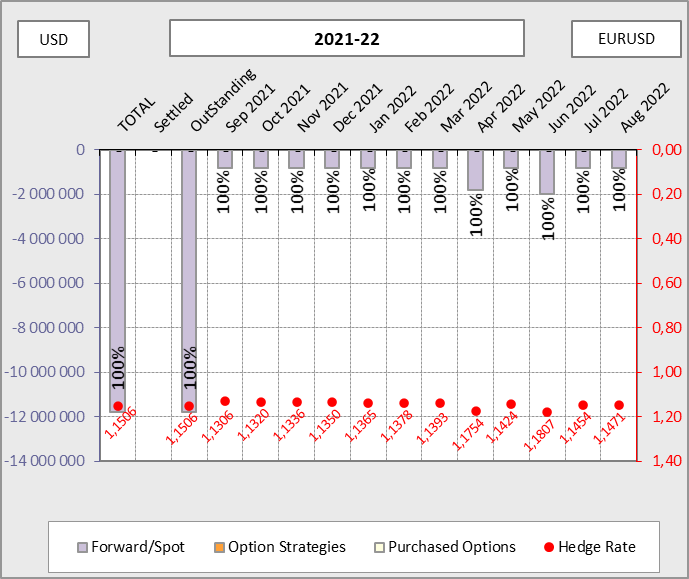 USD
2021-22
EURUSD
TOTAL
Settled
OutStanding
Sep 2021
Oct 2021
Nov 2021
Dec 2021
Jan 2022
Feb 2022
Mar 2022
Apr 2022
May 2022
Jun 2022
Jul 2022
Aug 2022
0
-2 000 000
-4 000 000
-6 000 000
-8 000 000
-10 000 000
-12 000 000
-14 000 000
0,00
0,20
0,40
0,60
0,80
1,00
1,20
1,40
100%
100%
100%
100%
100%
100%
100%
100%
100%
100%
100%
100%
100%
100%
1,1506
1,1506
1,1306
1,1320
1,1336
1,1350
1,1365
1,1378
1,1393
1,1754
1,1424
1,1807
1,1454
1,1471
Forward/Spot
Option Strategies
Purchased Options
Hedge Rate